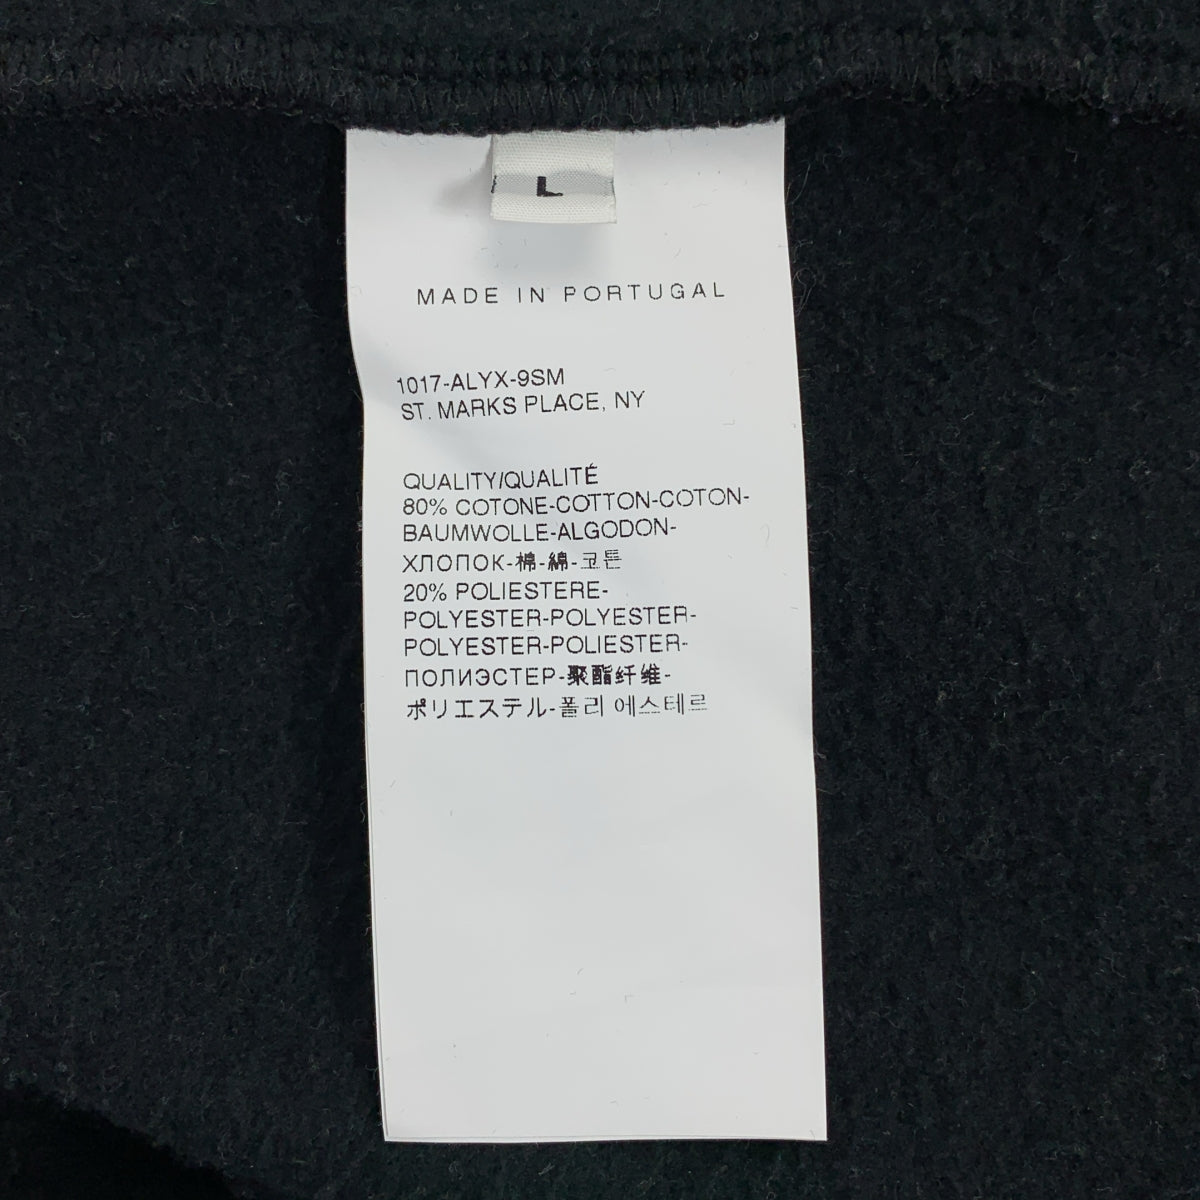 L
MADE IN PORTUGAL
1017-ALYX-9SM
ST. MARKS PLACE, NY
QUALITY/QUALITÉ
80% COTONE-COTTON-COTON-
BAUMWOLLE-ALGODON-
ХЛОПОК-棉-綿-코튼
20% POLIESTERE-
POLYESTER-POLYESTER-
POLYESTER-POLIESTER-
ПОЛИЭСТЕР-聚酯纤维-
ポリエステル-폴리 에스테르